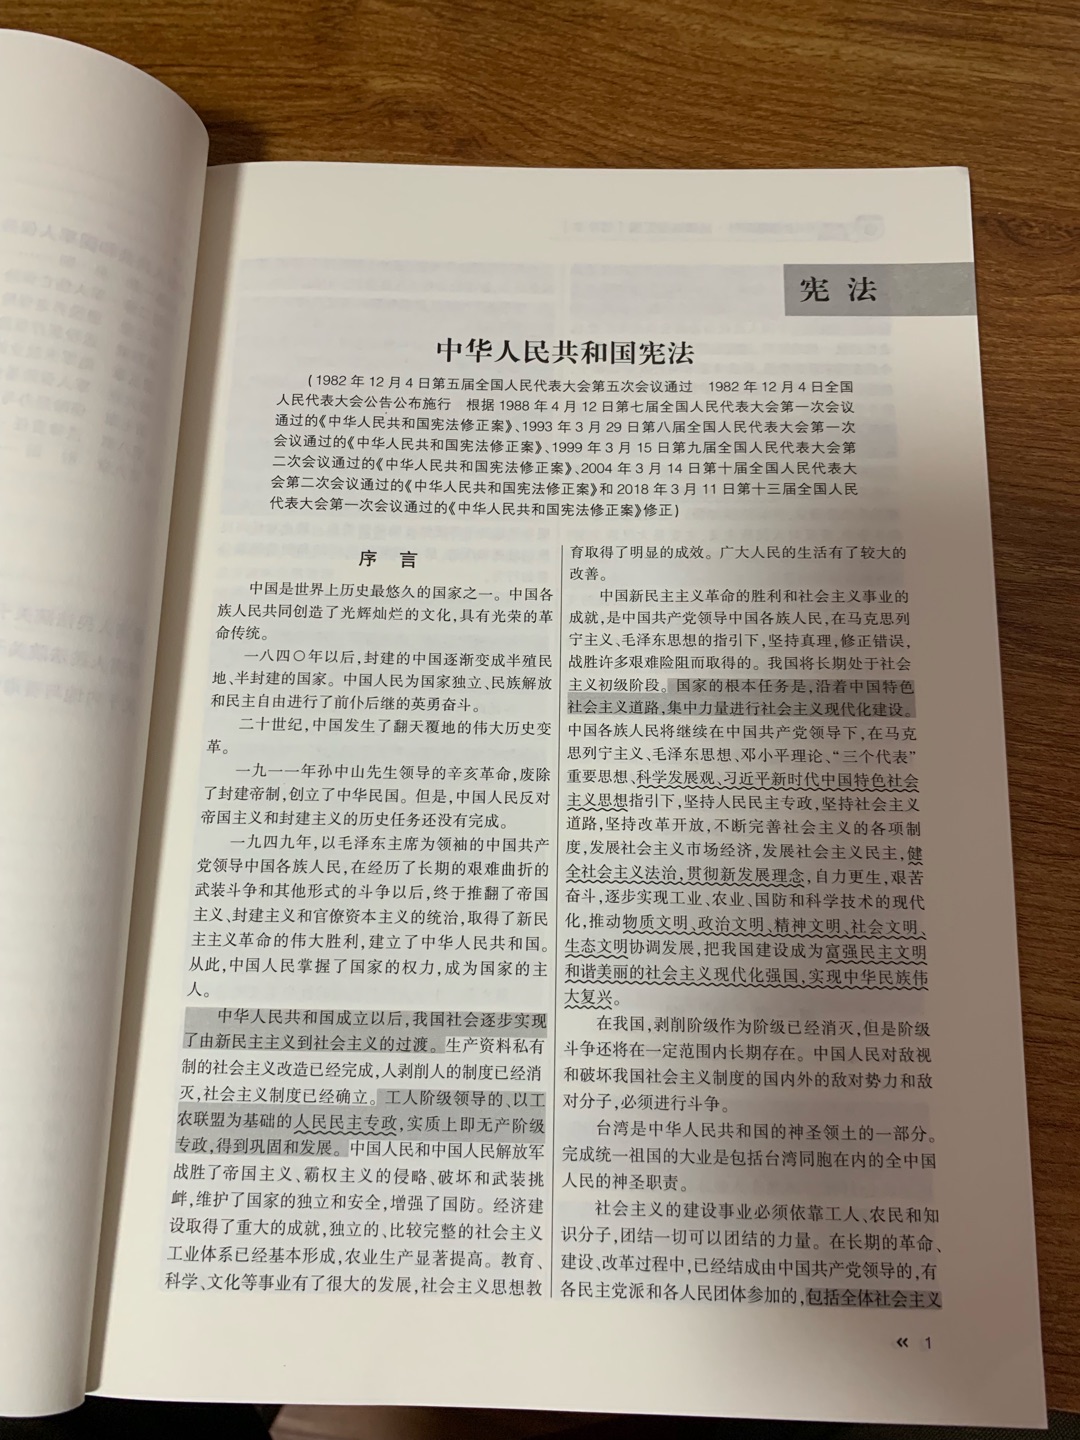 宪 法
中华人民共和国宪法
(1982年12月4日第五届全国人民代表大会第五次会议通过 1982年12月4日全国
人民代表大会公告公布施行 根据1988年4月12日第七届全国人民代表大会第一次会议
通过的《中华人民共和国宪法修正案》、1993年3月29日第八届全国人民代表大会第一次
会议通过的《中华人民共和国宪法修正案》、1999年3月15日第九届全国人民代表大会第
二次会议通过的《中华人民共和国宪法修正案》、2004年3月14日第十届全国人民代表大
会第二次会议通过的《中华人民共和国宪法修正案》和2018年3月11日第十三届全国人民
代表大会第一次会议通过的《中华人民共和国宪法修正案》修正)
序 言
中国是世界上历史最悠久的国家之一。中国各
族人民共同创造了光辉灿烂的文化,具有光荣的革
命传统。
一八四〇年以后,封建的中国逐渐变成半殖民
地、半封建的国家。中国人民为国家独立、民族解放
和民主自由进行了前仆后继的英勇奋斗。
二十世纪,中国发生了翻天覆地的伟大历史变
革。
一九一一年孙中山先生领导的辛亥革命,废除
了封建帝制,创立了中华民国。但是,中国人民反对
帝国主义和封建主义的历史任务还没有完成。
一九四九年,以毛泽东主席为领袖的中国共产
党领导中国各族人民,在经历了长期的艰难曲折的
武装斗争和其他形式的斗争以后,终于推翻了帝国
主义、封建主义和官僚资本主义的统治,取得了新民
主主义革命的伟大胜利,建立了中华人民共和国。
从此,中国人民掌握了国家的权力,成为国家的主
人。
中华人民共和国成立以后,我国社会逐步实现
了由新民主主义到社会主义的过渡。生产资料私有
制的社会主义改造已经完成,人剥削人的制度已经消
灭,社会主义制度已经确立。工人阶级领导的、以工
农联盟为基础的人民民主专政,实质上即无产阶级
专政,得到巩固和发展。中国人民和中国人民解放军
战胜了帝国主义、霸权主义的侵略、破坏和武装挑
衅,维护了国家的独立和安全,增强了国防。经济建
设取得了重大的成就,独立的、比较完整的社会主义
工业体系已经基本形成,农业生产显著提高。教育、
科学、文化等事业有了很大的发展,社会主义思想教
育取得了明显的成效。广大人民的生活有了较大的
改善。
中国新民主主义革命的胜利和社会主义事业的
成就,是中国共产党领导中国各族人民,在马克思列
宁主义、毛泽东思想的指引下,坚持真理,修正错误,
战胜许多艰难险阻而取得的。我国将长期处于社会
主义初级阶段。国家的根本任务是,沿着中国特色
社会主义道路,集中力量进行社会主义现代化建设。
中国各族人民将继续在中国共产党领导下,在马克
思列宁主义、毛泽东思想、邓小平理论、“三个代表”
重要思想、科学发展观、习近平新时代中国特色社会
主义思想指引下,坚持人民民主专政,坚持社会主义
道路,坚持改革开放,不断完善社会主义的各项制
度,发展社会主义市场经济,发展社会主义民主,健
全社会主义法治,贯彻新发展理念,自力更生,艰苦
奋斗,逐步实现工业、农业、国防和科学技术的现代
化,推动物质文明、政治文明、精神文明、社会文明、
生态文明协调发展,把我国建设成为富强民主文明
和谐美丽的社会主义现代化强国,实现中华民族伟
大复兴。
在我国,剥削阶级作为阶级已经消灭,但是阶级
斗争还将在一定范围内长期存在。中国人民对敌视
和破坏我国社会主义制度的国内外的敌对势力和敌
对分子,必须进行斗争。
台湾是中华人民共和国的神圣领土的一部分。
完成统一祖国的大业是包括台湾同胞在内的全中国
人民的神圣职责。
社会主义的建设事业必须依靠工人、农民和知
识分子,团结一切可以团结的力量。在长期的革命、
建设、改革过程中,已经结成由中国共产党领导的,有
各民主党派和各人民团体参加的,包括全体社会主义
« 1